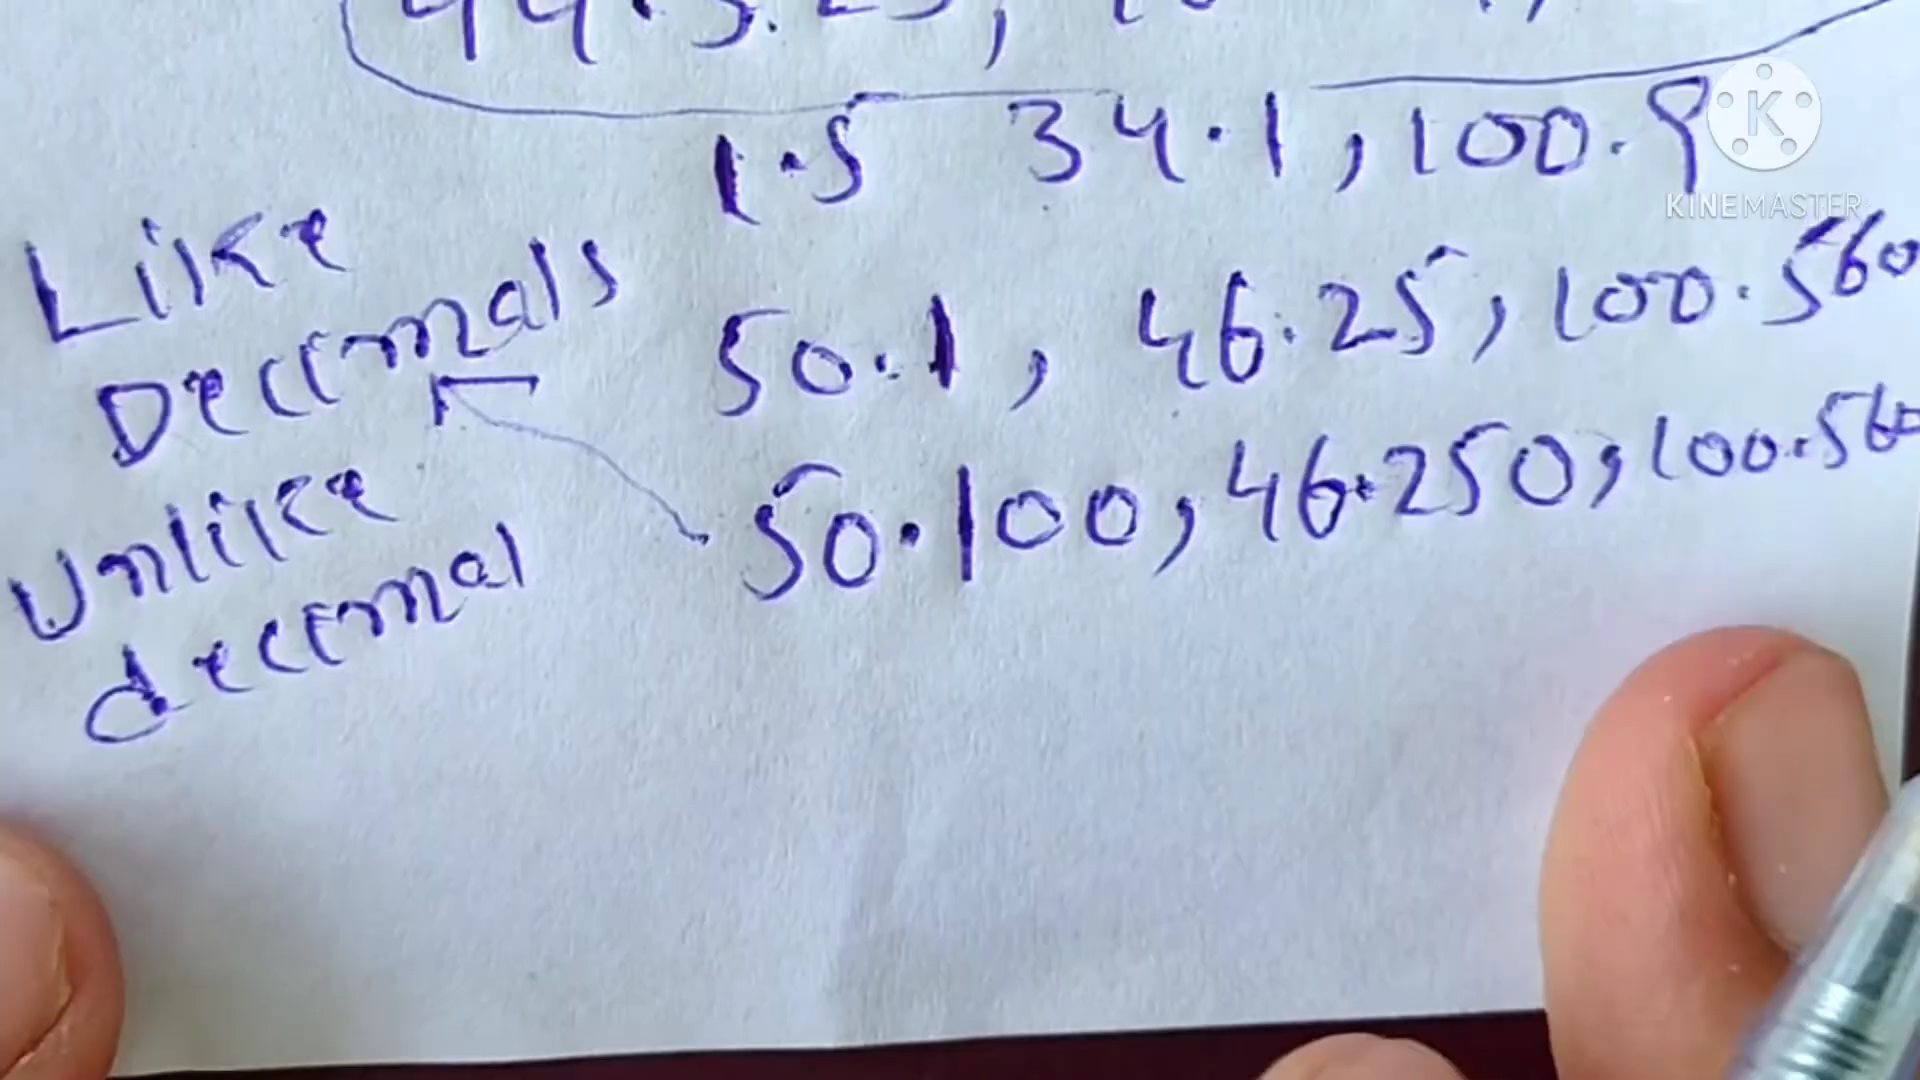 1.5 34.1, 100.9
KINEMASTER
Like
Decimals
50.1, 46.25, 100.560
Unlike
decimal
50.100, 46.250, 100.560